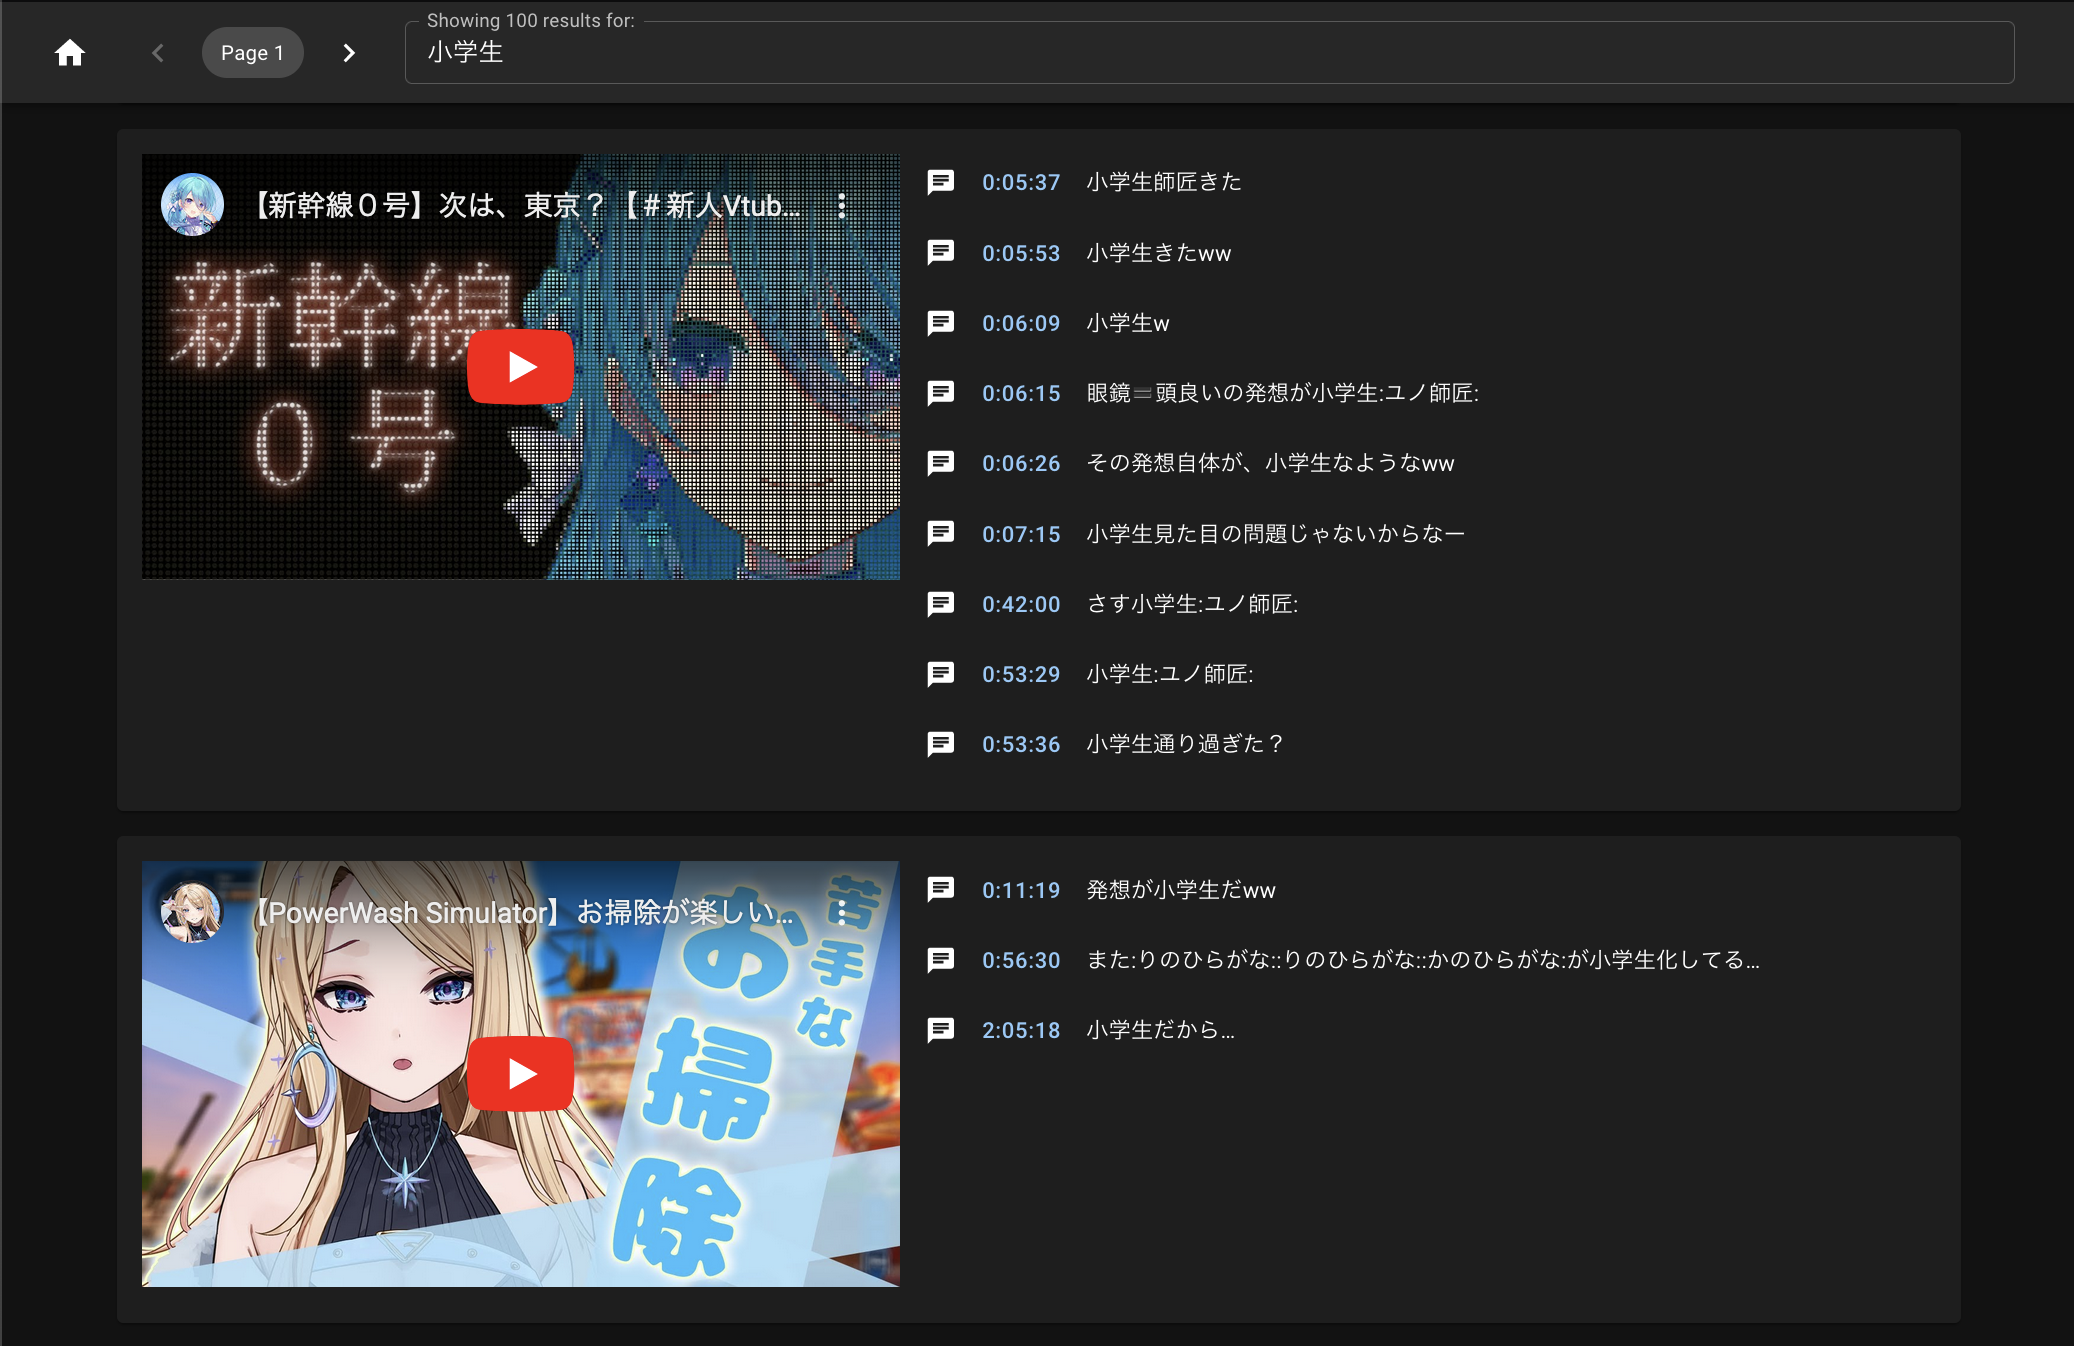 Showing 100 results for:
Page 1
小学生
【新幹線０号】次は、東京？【＃新人Vtub...
新幹線
０号
0:05:37 小学生師匠きた
0:05:53 小学生きたww
0:06:09 小学生w
0:06:15 眼鏡＝頭良いの発想が小学生:ユノ師匠:
0:06:26 その発想自体が、小学生なようなww
0:07:15 小学生見た目の問題じゃないからなー
0:42:00 さす小学生:ユノ師匠:
0:53:29 小学生:ユノ師匠:
0:53:36 小学生通り過ぎた？
【PowerWash Simulator】お掃除が楽しい...
苦手な
お掃除
0:11:19 発想が小学生だww
0:56:30 また:りのひらがな::りのひらがな::かのひらがな:が小学生化してる...
2:05:18 小学生だから...